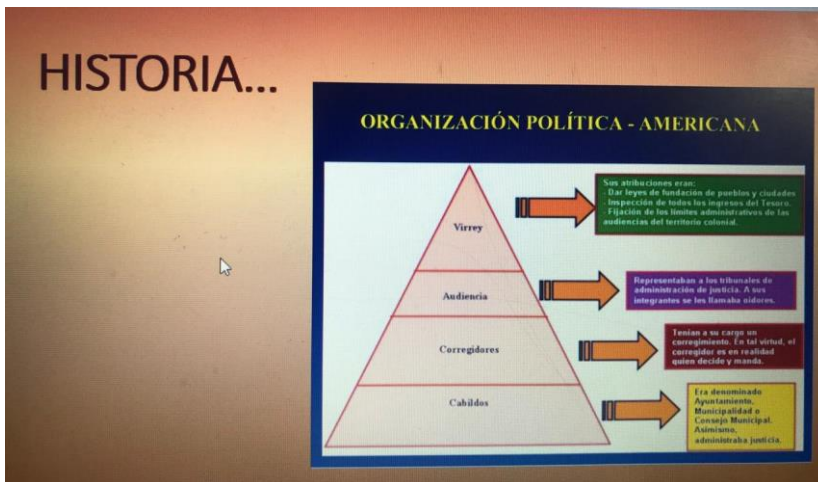 HISTORIA...
ORGANIZACIÓN POLÍTICA - AMERICANA
Virrey
Sus atribuciones eran:
- Dar leyes de fundación de pueblos y ciudades
- Inspección de todos los ingresos del Tesoro.
- Fijación de los límites administrativos de las
audiencias del territorio colonial.
Audiencia
Representaban a los tribunales de
administración de justicia. A sus
integrantes se les llamaba oidores.
Corregidores
Tenían a su cargo un
corregimiento. En tal virtud, el
corregidor es en realidad
quien decide y manda.
Cabildos
Era denominado
Ayuntamiento,
Municipalidad o
Consejo Municipal.
Asimismo,
administraba justicia.